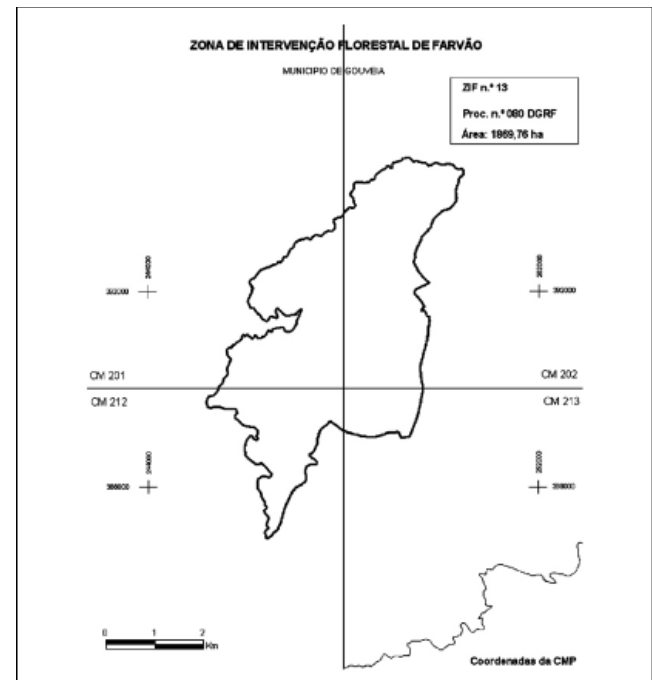 ZONA DE INTERVENÇÃO FLORESTAL DE FARVÃO
MUNICIPIO DE GOUVEIA
ZIF n.º 13
Proc. n.º 080 DGRF
Área: 1869,76 ha
CM 201
CM 202
CM 212
CM 213
0 1 2
Km
Coordenadas da CMP